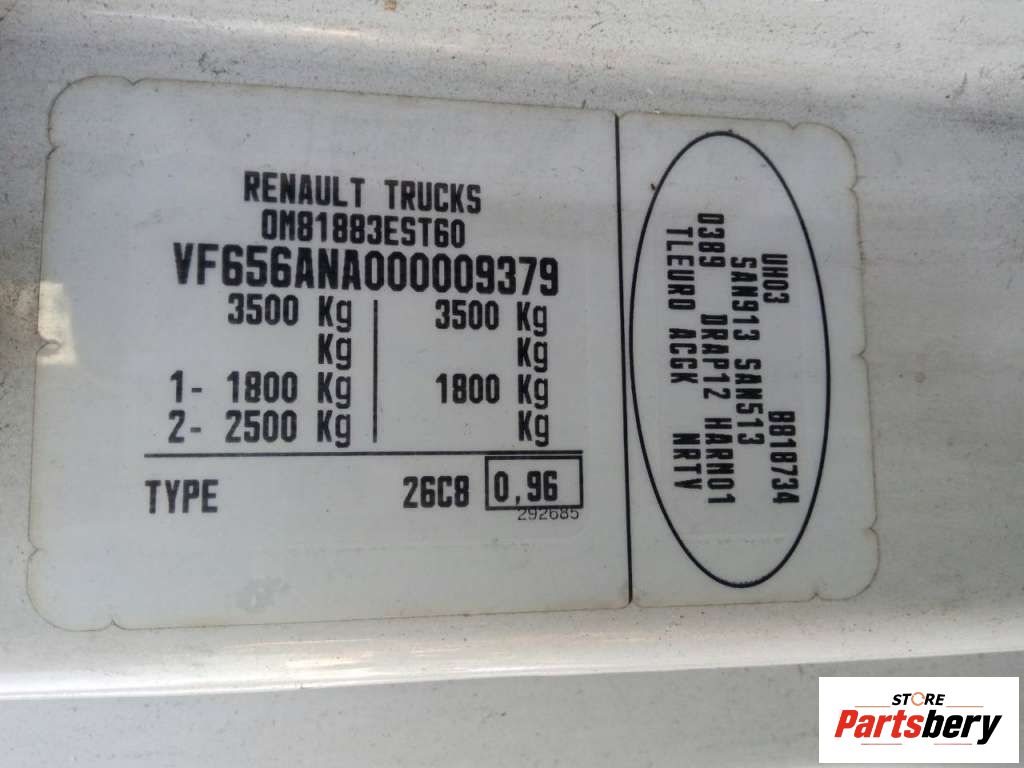 RENAULT TRUCKS
0M81883EST60
VF656ANA000009379
3500 Kg 3500 Kg
Kg Kg
1- 1800 Kg 1800 Kg
2- 2500 Kg Kg
TYPE 26C8 0,96
292685
UH03 BB18734
SAN913 SAN513
0389 DRAP12 HARN01
TLEURO ACGK NRTV
STORE
Partsbery